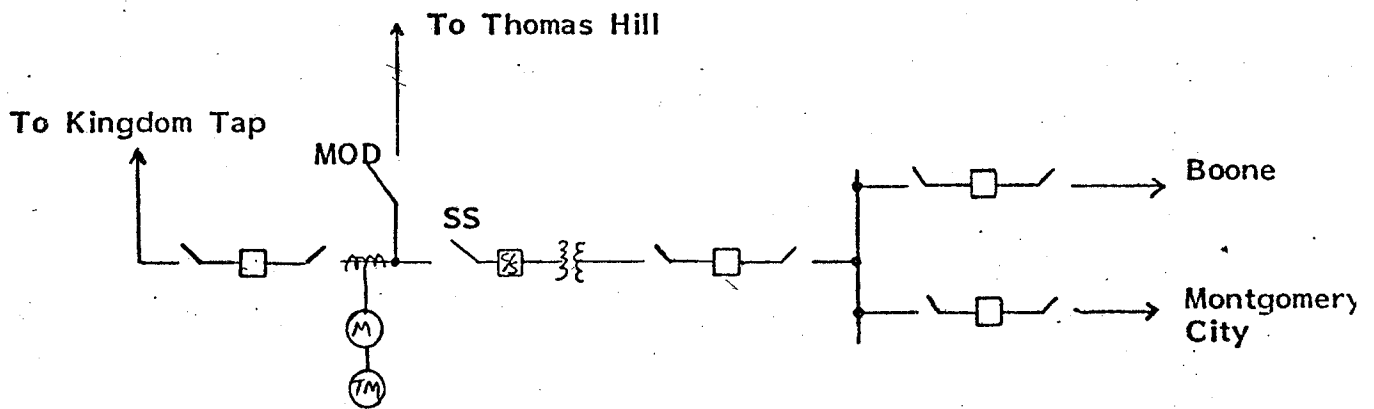 To Thomas Hill
To Kingdom Tap
MOD
SS
Boone
Montgomery
City
M
TM